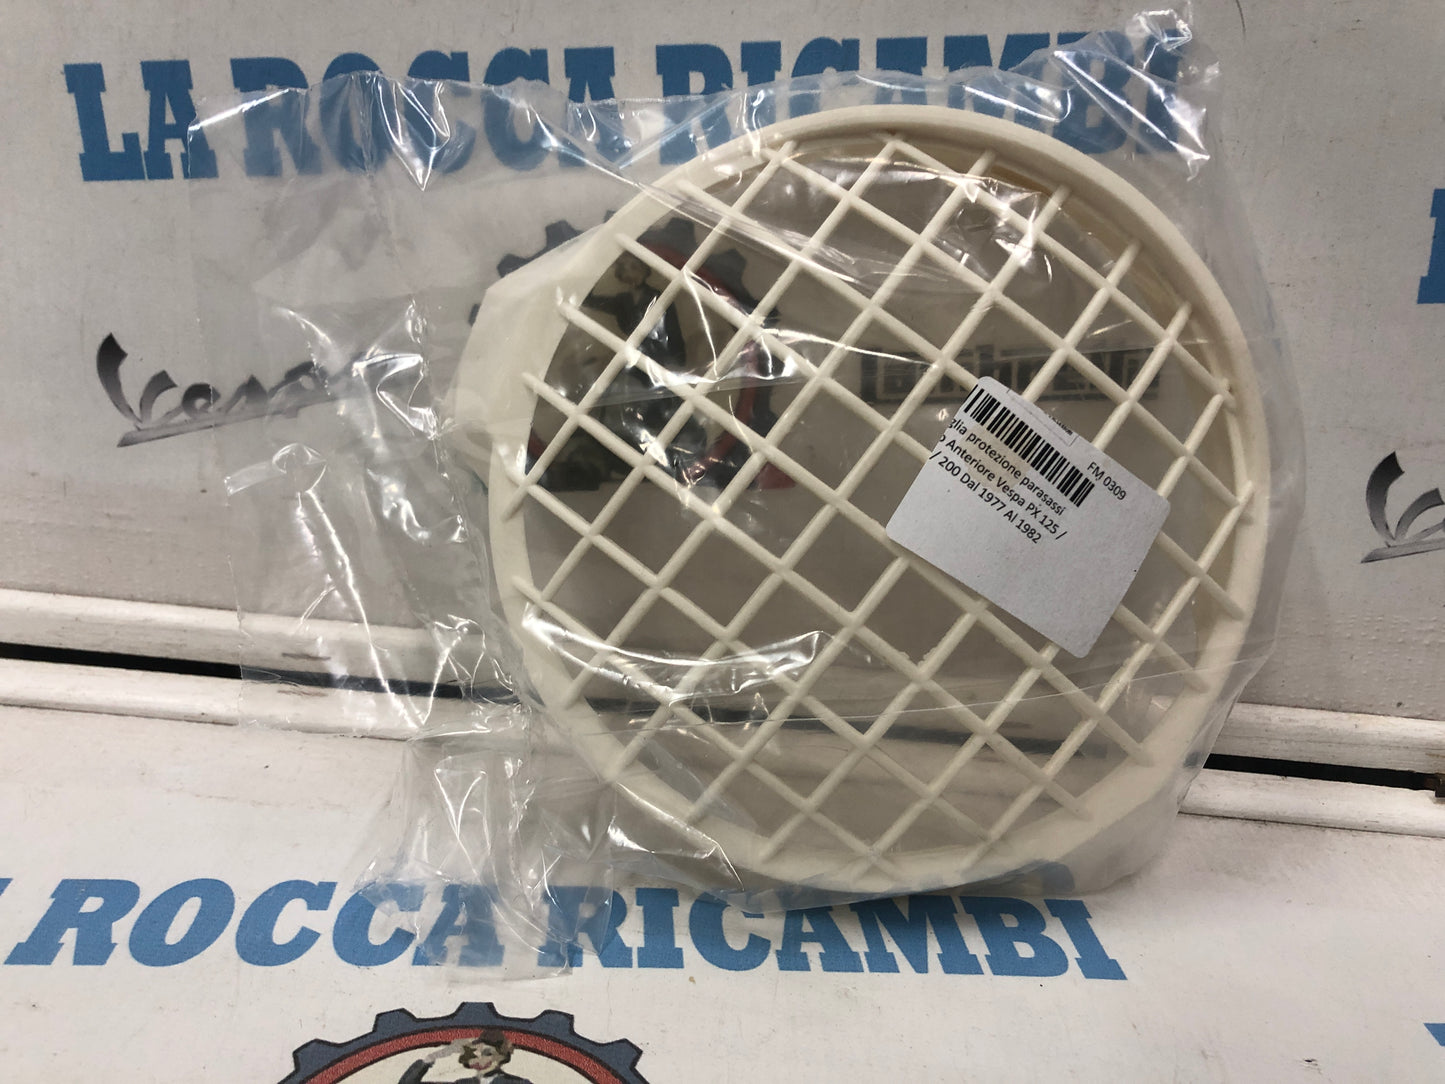 LA ROCCA RICAMBI
Vespa
FM 0309
glia protezione parasassi
o Anteriore Vespa PX 125 /
/ 200 Dal 1977 Al 1982
ROCCA RICAMBI